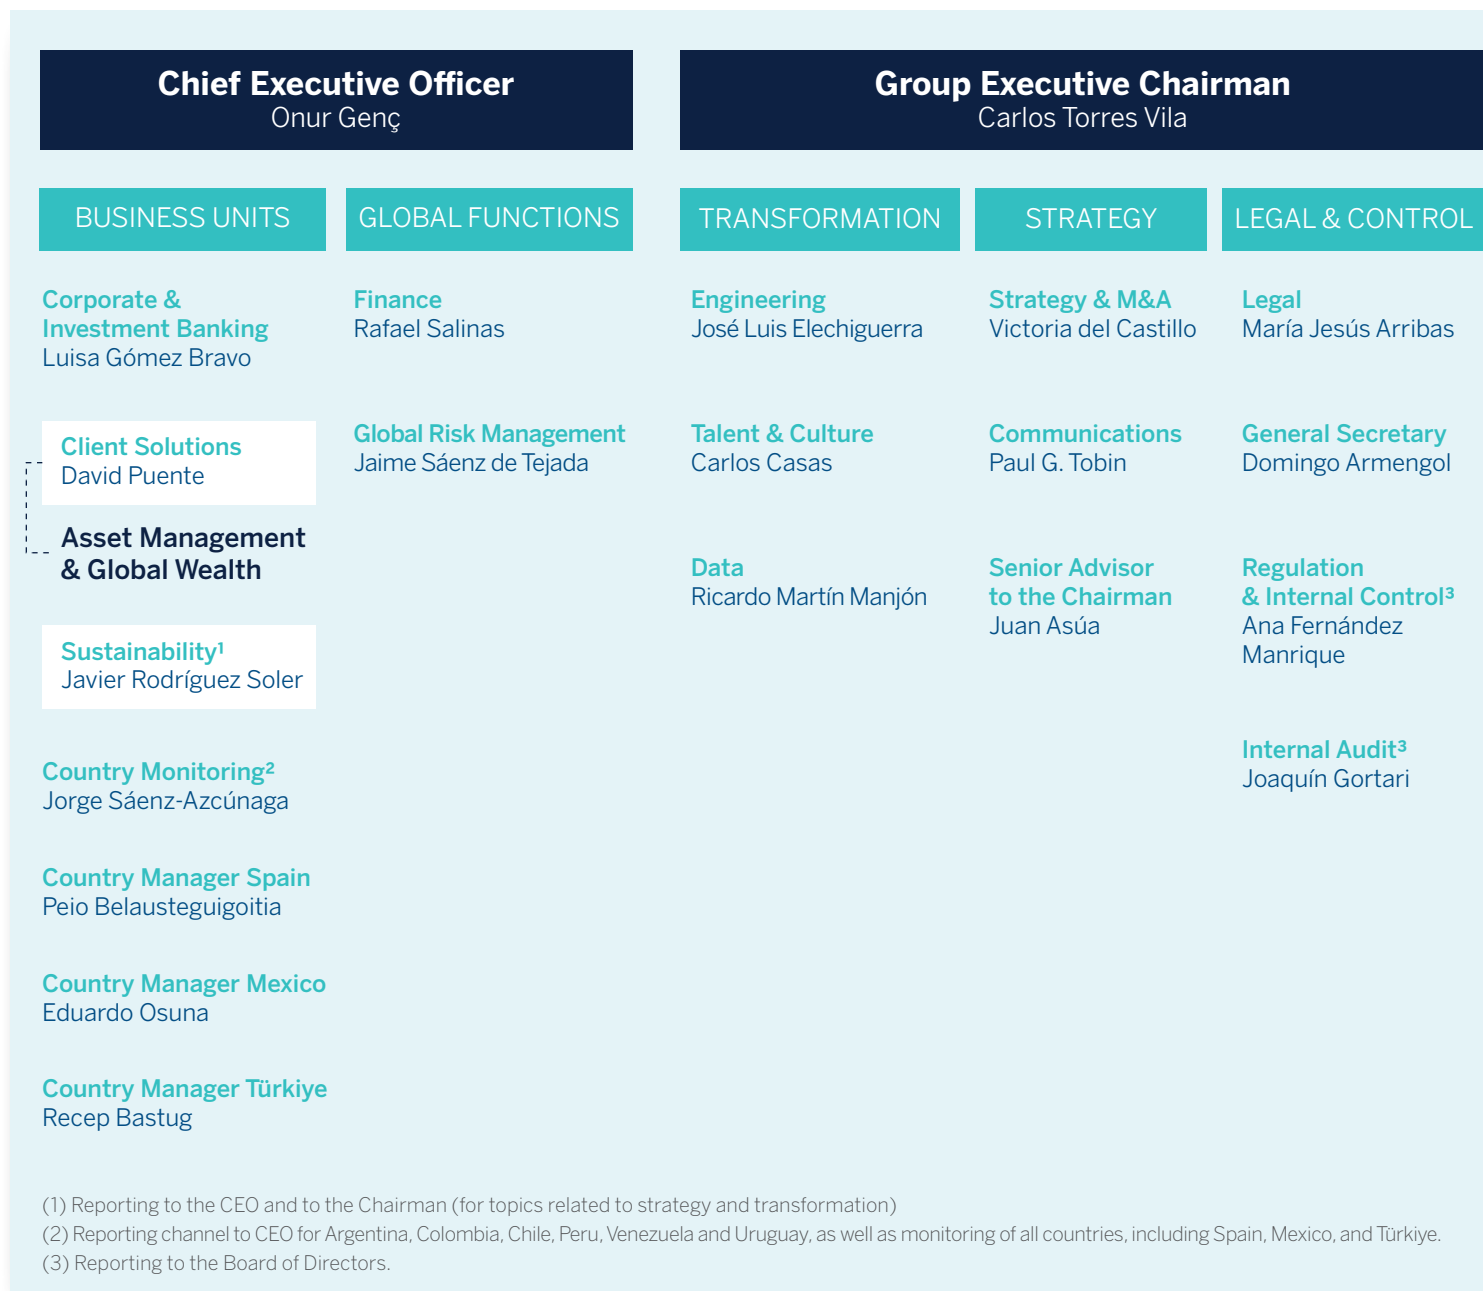 Chief Executive Officer
Onur Genç
Group Executive Chairman
Carlos Torres Vila
BUSINESS UNITS
GLOBAL FUNCTIONS
TRANSFORMATION
STRATEGY
LEGAL & CONTROL
Corporate &
Investment Banking
Luisa Gómez Bravo
Client Solutions
David Puente
Asset Management
& Global Wealth
Sustainability¹
Javier Rodríguez Soler
Country Monitoring²
Jorge Sáenz-Azcúnaga
Country Manager Spain
Peio Belausteguigoitia
Country Manager Mexico
Eduardo Osuna
Country Manager Türkiye
Recep Bastug
Finance
Rafael Salinas
Global Risk Management
Jaime Sáenz de Tejada
Engineering
José Luis Elechiguerra
Talent & Culture
Carlos Casas
Data
Ricardo Martín Manjón
Strategy & M&A
Victoria del Castillo
Communications
Paul G. Tobin
Senior Advisor
to the Chairman
Juan Asúa
Legal
María Jesús Arribas
General Secretary
Domingo Armengol
Regulation
& Internal Control³
Ana Fernández
Manrique
Internal Audit³
Joaquín Gortari
(1) Reporting to the CEO and to the Chairman (for topics related to strategy and transformation)
(2) Reporting channel to CEO for Argentina, Colombia, Chile, Peru, Venezuela and Uruguay, as well as monitoring of all countries, including Spain, Mexico, and Türkiye.
(3) Reporting to the Board of Directors.